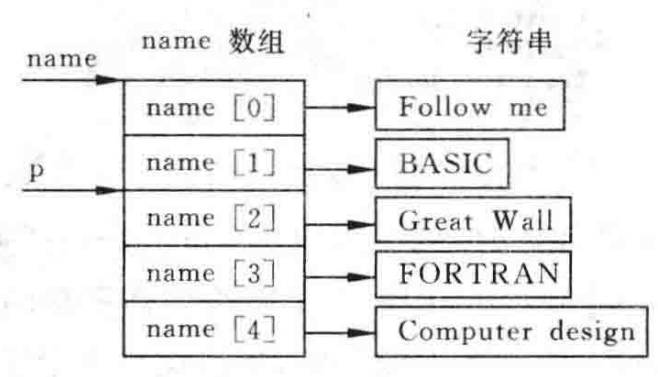 name 数组 字符串
name
name [0] Follow me
name [1] BASIC
p
name [2] Great Wall
name [3] FORTRAN
name [4] Computer design